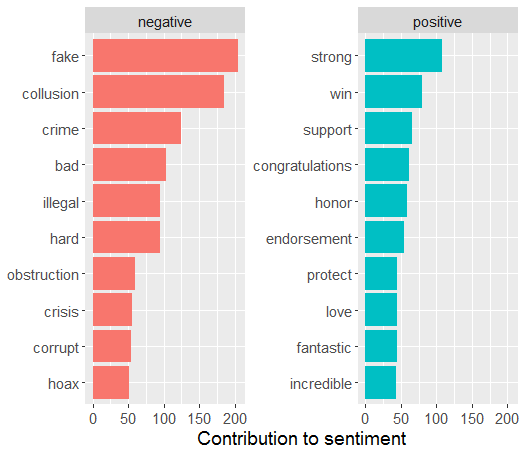 negative
fake
collusion
crime
bad
illegal
hard
obstruction
crisis
corrupt
hoax
0 50 100 150 200
positive
strong
win
support
congratulations
honor
endorsement
protect
love
fantastic
incredible
0 50 100 150 200
Contribution to sentiment